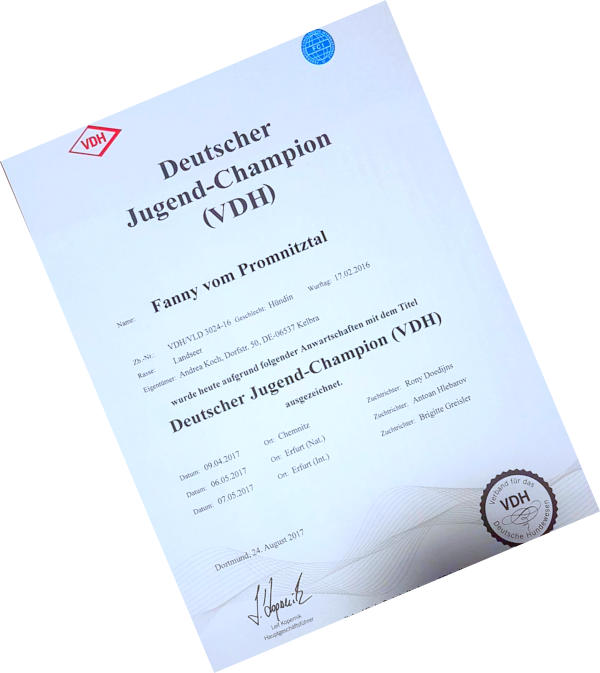 FCI
VDH
Deutscher
Jugend-Champion
(VDH)
Name: Fanny vom Promnitztal
Zb.-Nr.: VDH/VLD 3024-16 Geschlecht: Hündin Wurftag: 17.02.2016
Rasse: Landseer
Eigentümer: Andrea Koch, Dorfstr. 50, DE-06537 Kelbra
wurde heute aufgrund folgender Anwartschaften mit dem Titel
Deutscher Jugend-Champion (VDH)
ausgezeichnet.
Datum: 09.04.2017 Ort: Chemnitz Zuchtrichter: Rony Doedijns
Datum: 06.05.2017 Ort: Erfurt (Nat.) Zuchtrichter: Antoan Hlebarov
Datum: 07.05.2017 Ort: Erfurt (Int.) Zuchtrichter: Brigitte Greisler
Verband für das
VDH
Deutsche Hundewesen
Dortmund, 24. August 2017
Leif Kopernik
Hauptgeschäftsführer